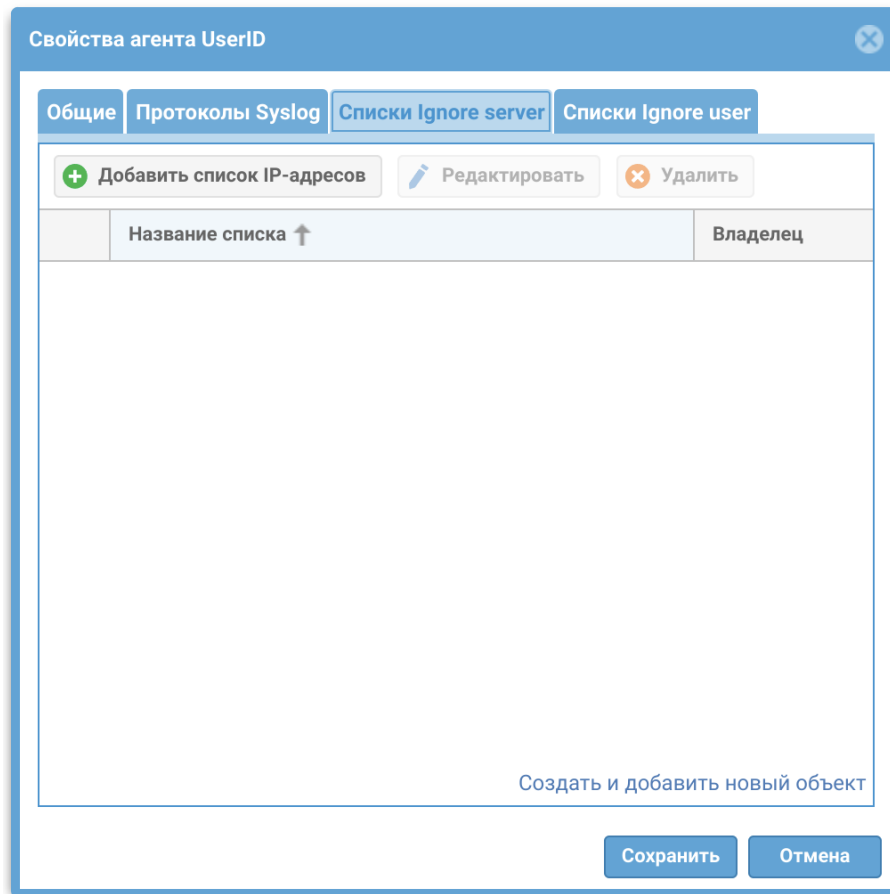 Свойства агента UserID
Общие Протоколы Syslog Списки Ignore server Списки Ignore user
Добавить список IP-адресов Редактировать Удалить
Название списка Владелец
Создать и добавить новый объект
Сохранить Отмена